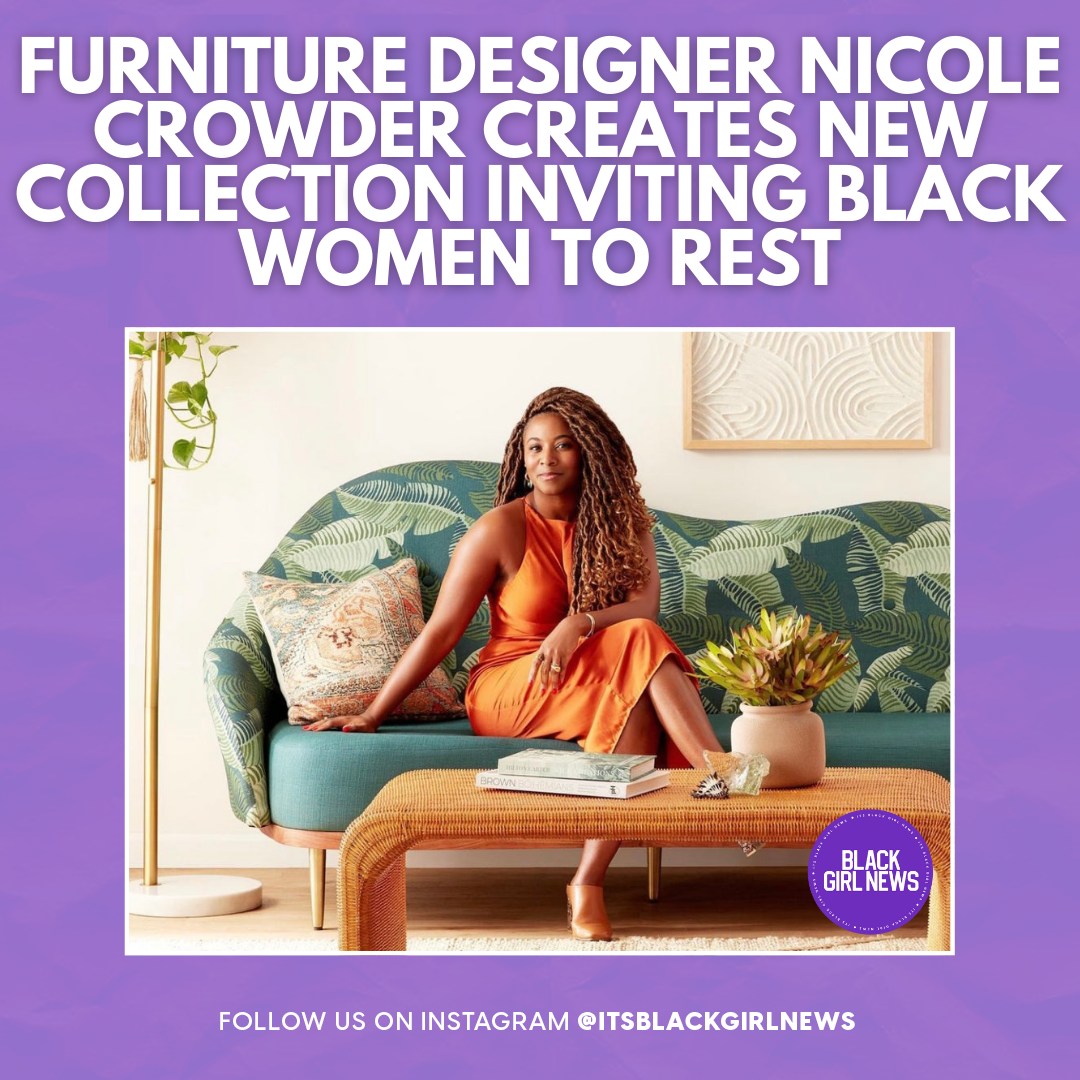 FURNITURE DESIGNER NICOLE
CROWDER CREATES NEW
COLLECTION INVITING BLACK
WOMEN TO REST
BROWN
BLACK
GIRL NEWS
FOLLOW US ON INSTAGRAM @ITSBLACKGIRLNEWS